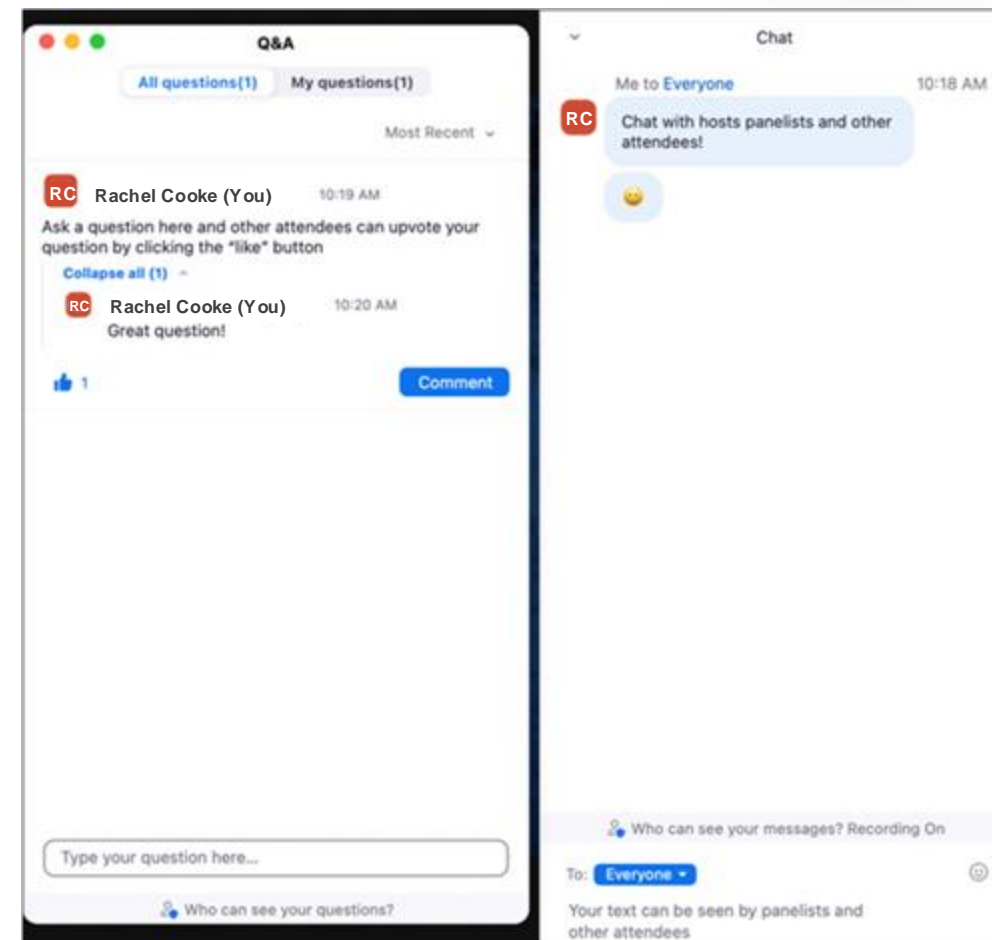 Q&A
All questions(1) My questions(1)
Most Recent
RC Rachel Cooke (You) 10:19 AM
Ask a question here and other attendees can upvote your
question by clicking the "like" button
Collapse all (1)
RC Rachel Cooke (You) 10:20 AM
Great question!
1 Comment
Type your question here...
Who can see your questions?
Chat
Me to Everyone 10:18 AM
RC Chat with hosts panelists and other
attendees!
Who can see your messages? Recording On
To: Everyone
Your text can be seen by panelists and
other attendees